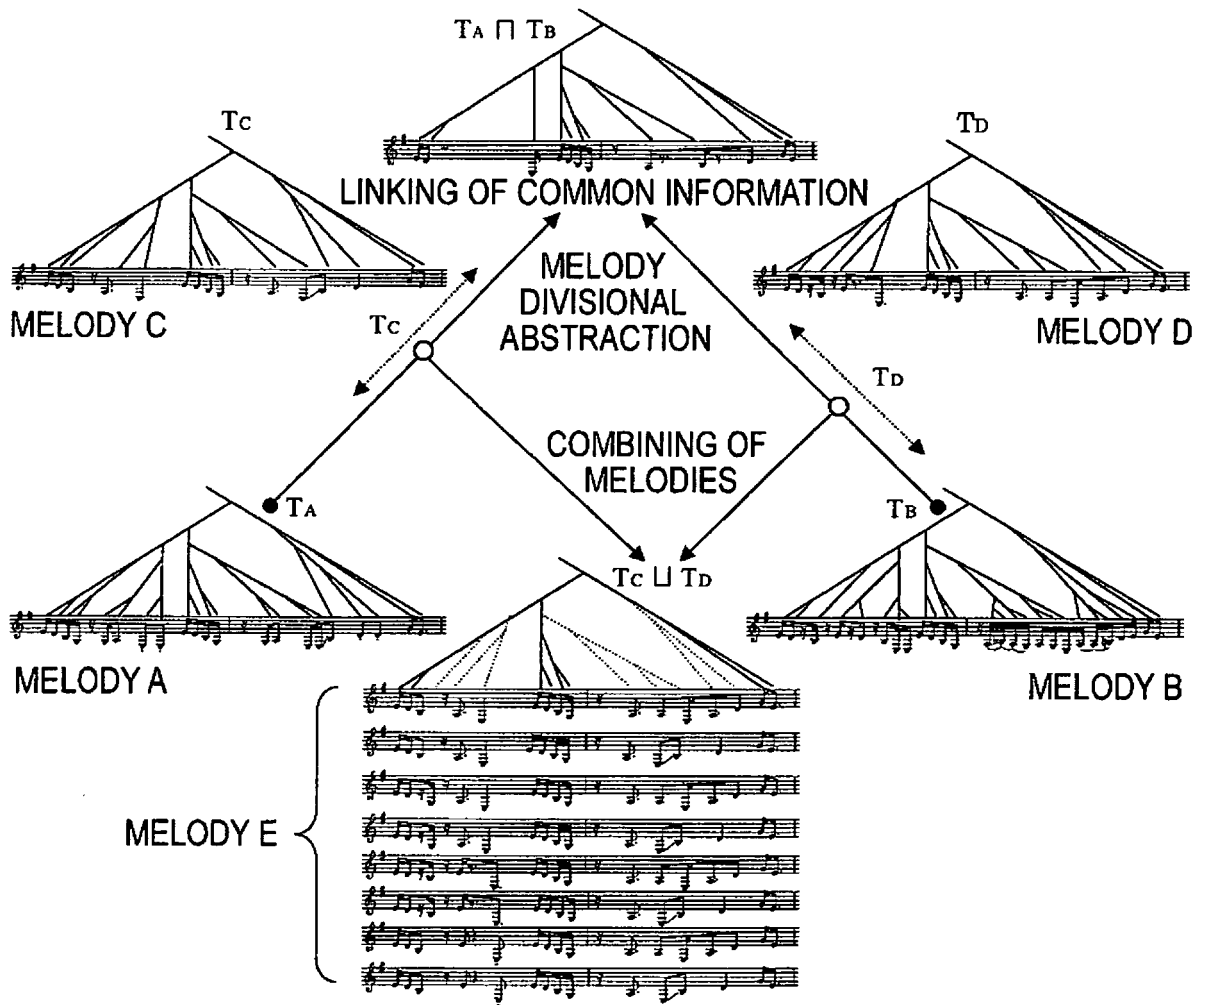 TA ⊓ TB
TC
TD
LINKING OF COMMON INFORMATION
MELODY C
MELODY
DIVISIONAL
ABSTRACTION
MELODY D
TC
TD
COMBINING OF
MELODIES
TA
TB
TC ⊔ TD
MELODY A
MELODY B
MELODY E